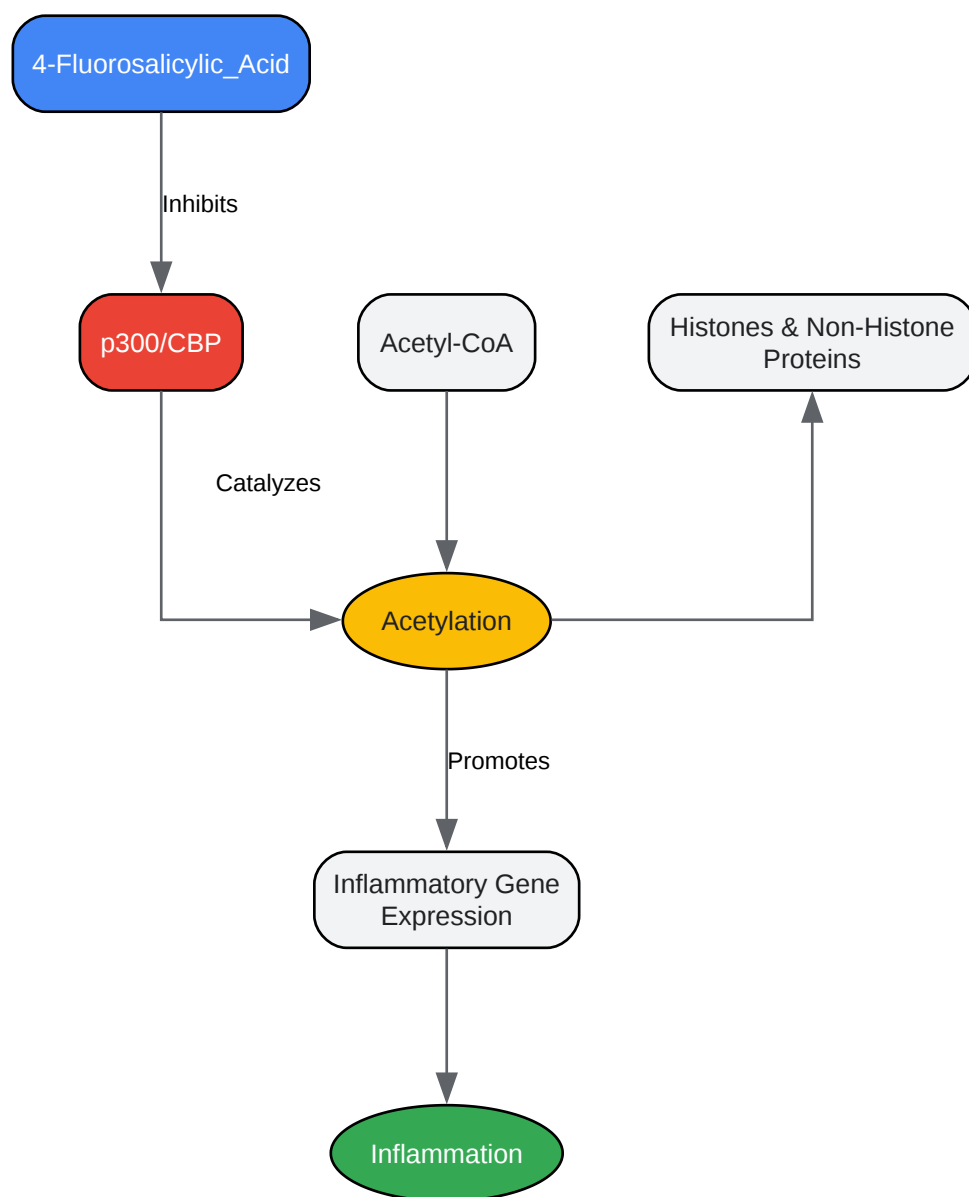 4-Fluorosalicylic_Acid
Inhibits
p300/CBP
Acetyl-CoA
Histones & Non-Histone
Proteins
Catalyzes
Acetylation
Promotes
Inflammatory Gene
Expression
Inflammation